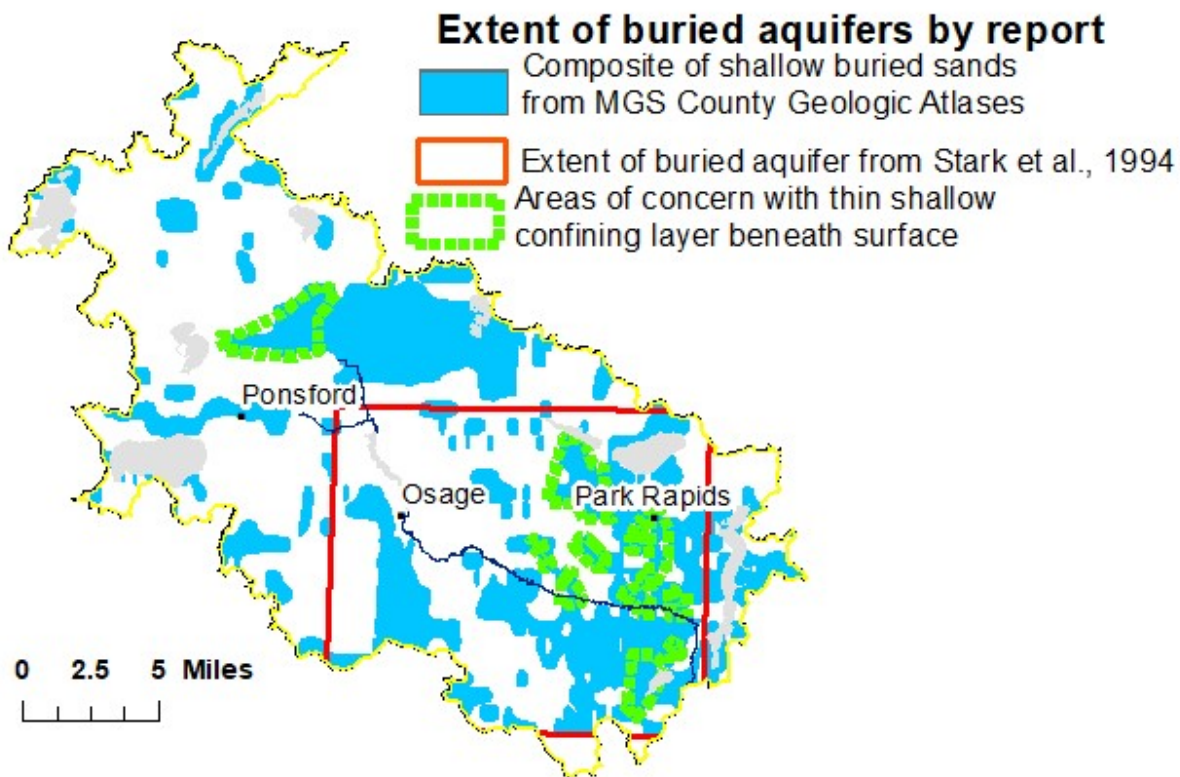 Extent of buried aquifers by report
Composite of shallow buried sands
from MGS County Geologic Atlases
Extent of buried aquifer from Stark et al., 1994
Areas of concern with thin shallow
confining layer beneath surface
Ponsford
Osage
Park Rapids
0 2.5 5 Miles